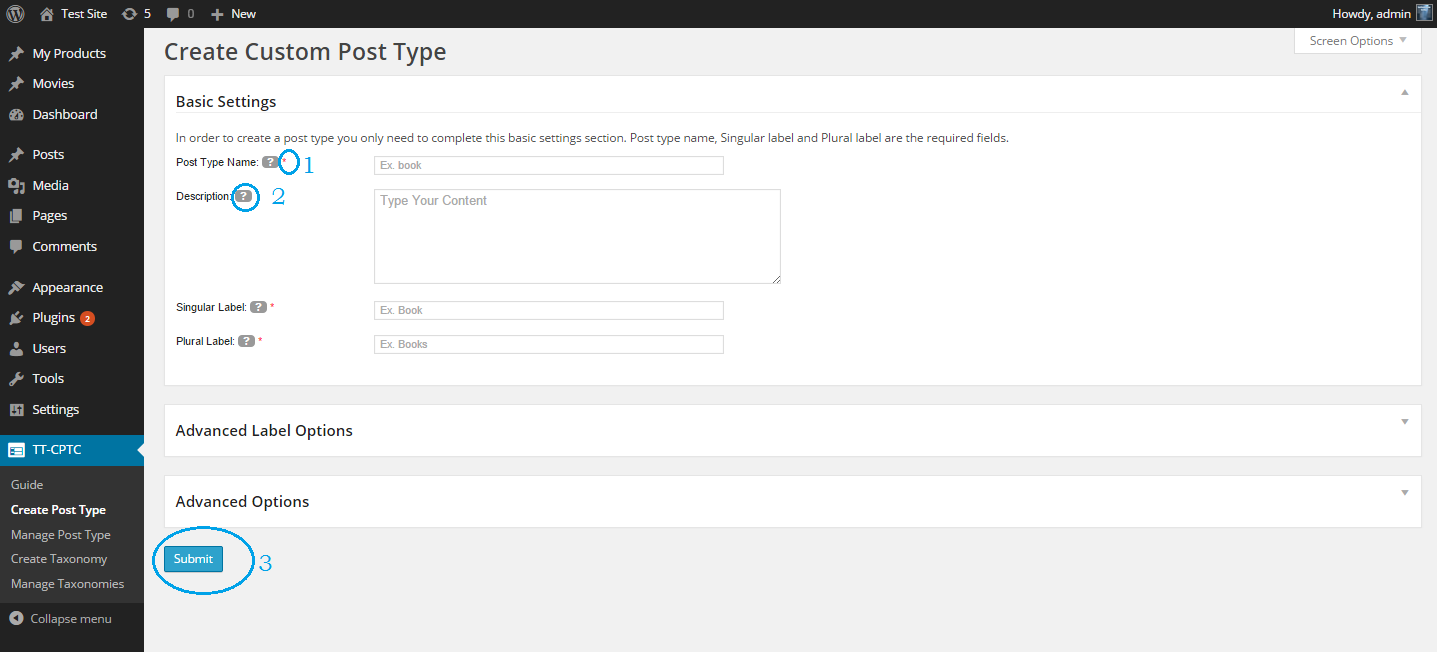 Test Site 5 0 New Howdy, admin
Screen Options
My Products
Movies
Dashboard
Posts
Media
Pages
Comments
Appearance
Plugins 2
Users
Tools
Settings
TT-CPTC
Guide
Create Post Type
Manage Post Type
Create Taxonomy
Manage Taxonomies
Collapse menu
Create Custom Post Type
Basic Settings
In order to create a post type you only need to complete this basic settings section. Post type name, Singular label and Plural label are the required fields.
Post Type Name: ? * 1 Ex. book
Description: ? 2 Type Your Content
Singular Label: ? * Ex. Book
Plural Label: ? * Ex. Books
Advanced Label Options
Advanced Options
Submit 3